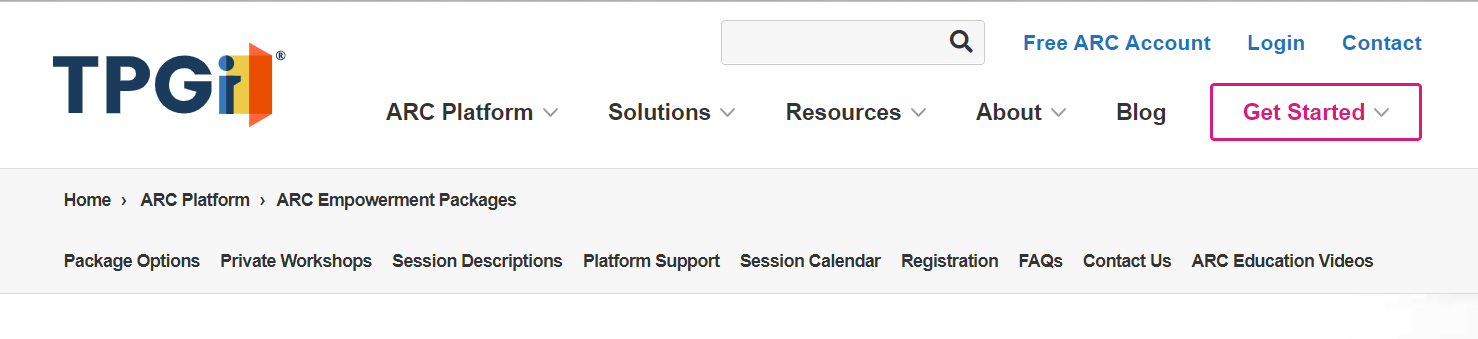 TPGi®
Free ARC Account Login Contact
ARC Platform Solutions Resources About Blog Get Started
Home › ARC Platform › ARC Empowerment Packages
Package Options Private Workshops Session Descriptions Platform Support Session Calendar Registration FAQs Contact Us ARC Education Videos